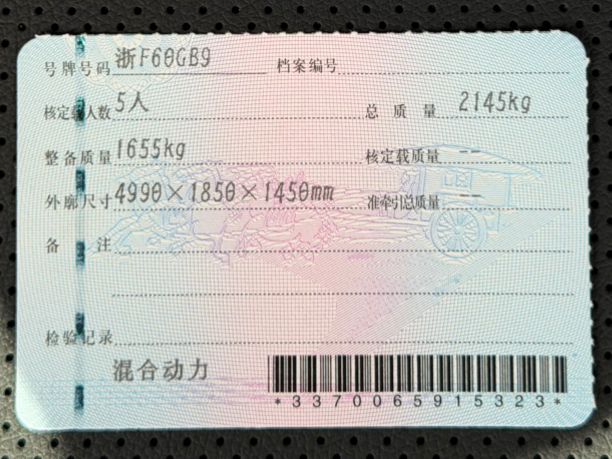 号牌号码 浙F60GB9 档案编号
核定载人数 5人 总质量 2145kg
整备质量 1655kg 核定载质量 --
外廓尺寸 4990×1850×1450mm 准牵引总质量 --
备注
检验记录
混合动力
*3370065915323*